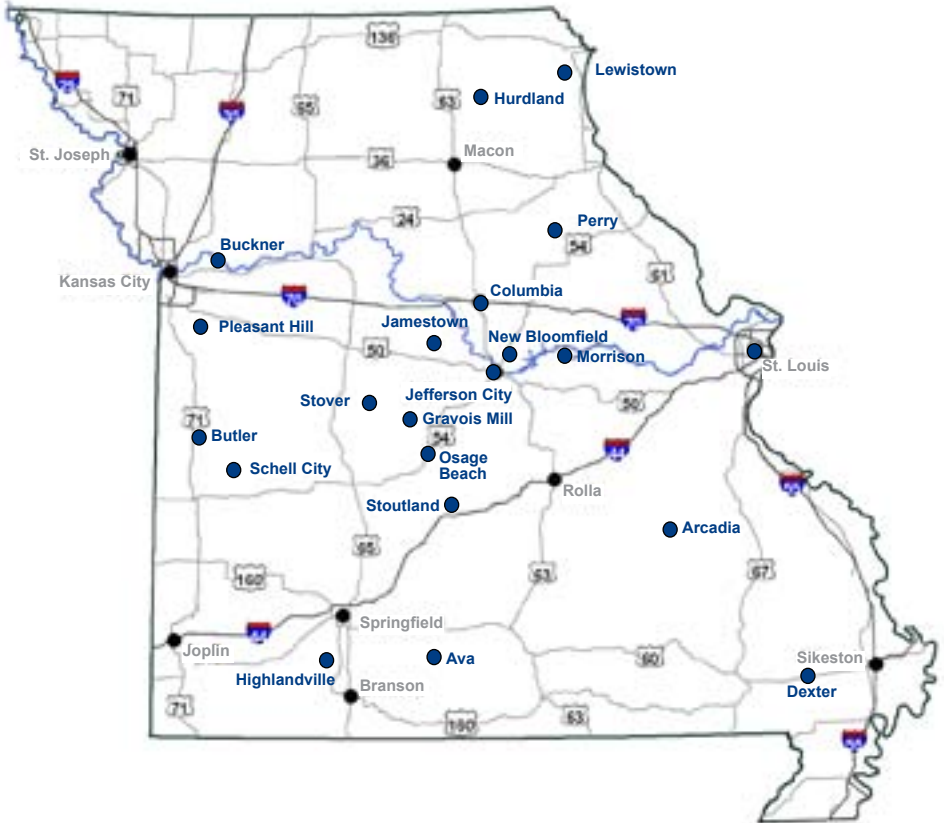 136
Lewistown
29
71
35
65
63
Hurdland
St. Joseph
36
Macon
24
Perry
54
Buckner
61
Kansas City
70
Columbia
Pleasant Hill
Jamestown
70
50
New Bloomfield
Morrison
St. Louis
Jefferson City
50
Stover
Gravois Mill
71
Butler
54
44
Osage
Beach
Schell City
55
Rolla
Stoutland
Arcadia
65
63
67
160
Springfield
44
Joplin
Ava
60
Sikeston
Highlandville
Branson
Dexter
71
160
63
55